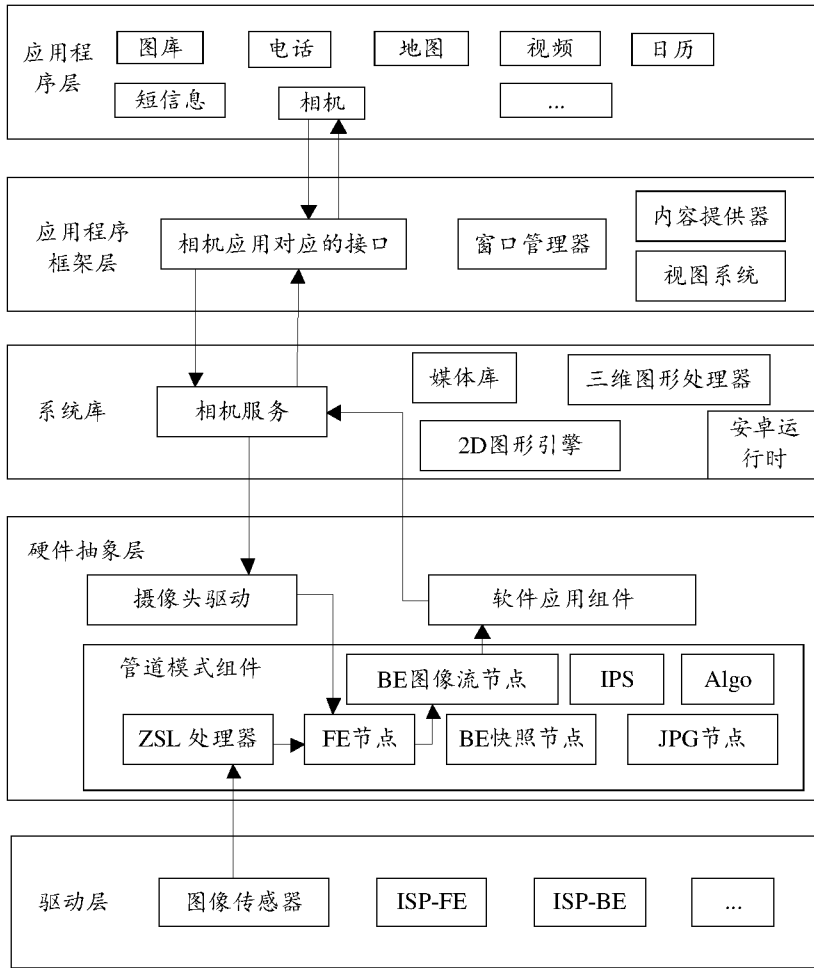 应用程
序层
图库
电话
地图
视频
日历
短信息
相机
...
应用程序
框架层
相机应用对应的接口
窗口管理器
内容提供器
视图系统
系统库
相机服务
媒体库
三维图形处理器
2D图形引擎
安卓运
行时
硬件抽象层
摄像头驱动
软件应用组件
管道模式组件
BE图像流节点
IPS
Algo
ZSL 处理器
FE节点
BE快照节点
JPG节点
驱动层
图像传感器
ISP-FE
ISP-BE
...